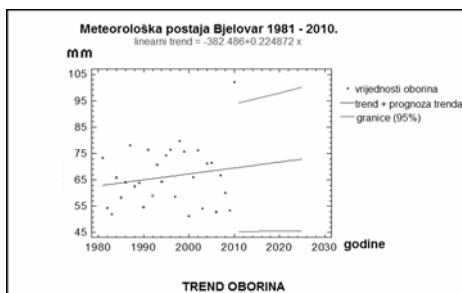 Meteorološka postaja Bjelovar 1981 - 2010.
linearni trend = -382.486+0.224872 x
mm
105
95
85
75
65
55
45
1980 1990 2000 2010 2020 2030
godine
vrijednosti oborina
trend + prognoza trenda
granice (95%)
TREND OBORINA